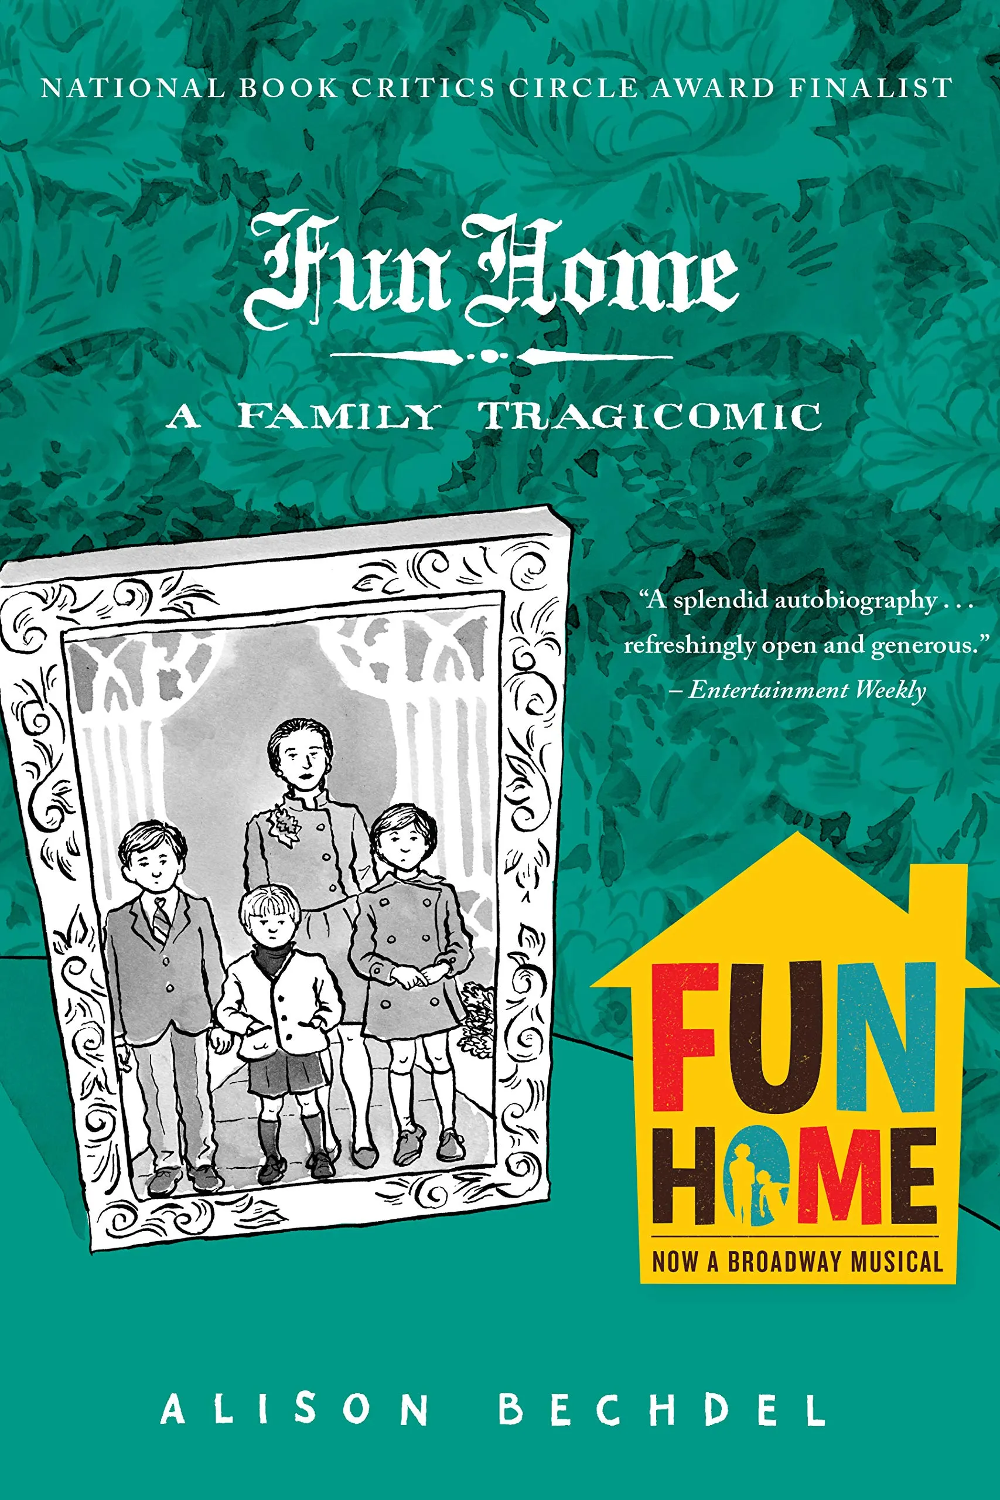 NATIONAL BOOK CRITICS CIRCLE AWARD FINALIST
Fun Home
A FAMILY TRAGICOMIC
“A splendid autobiography . . .
refreshingly open and generous.”
– Entertainment Weekly
FUN
HOME
NOW A BROADWAY MUSICAL
ALISON BECHDEL